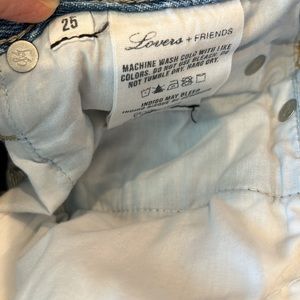 25
Lovers + FRIENDS
MACHINE WASH COLD WITH LIKE
COLORS. DO NOT USE BLEACH. DO
NOT TUMBLE DRY. HANG DRY.
INDIGO MAY BLEED